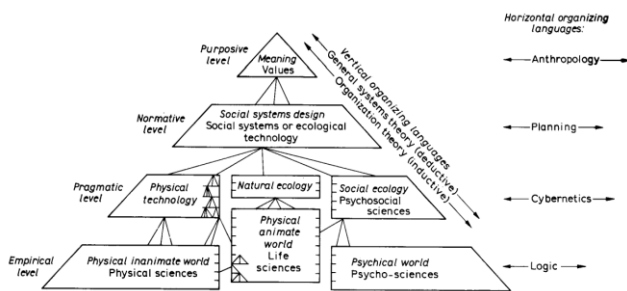 Horizontal organizing
languages:
Purposive
level
Meaning
Values
Vertical organizing languages
General systems theory (deductive)
Organization theory (inductive)
Anthropology
Normative
level
Social systems design
Social systems or ecological
technology
Planning
Pragmatic
level
Physical
technology
Natural ecology
Social ecology
Psychosocial
sciences
Cybernetics
Empirical
level
Physical inanimate world
Physical sciences
Physical
animate
world
Life
sciences
Psychical world
Psycho-sciences
Logic